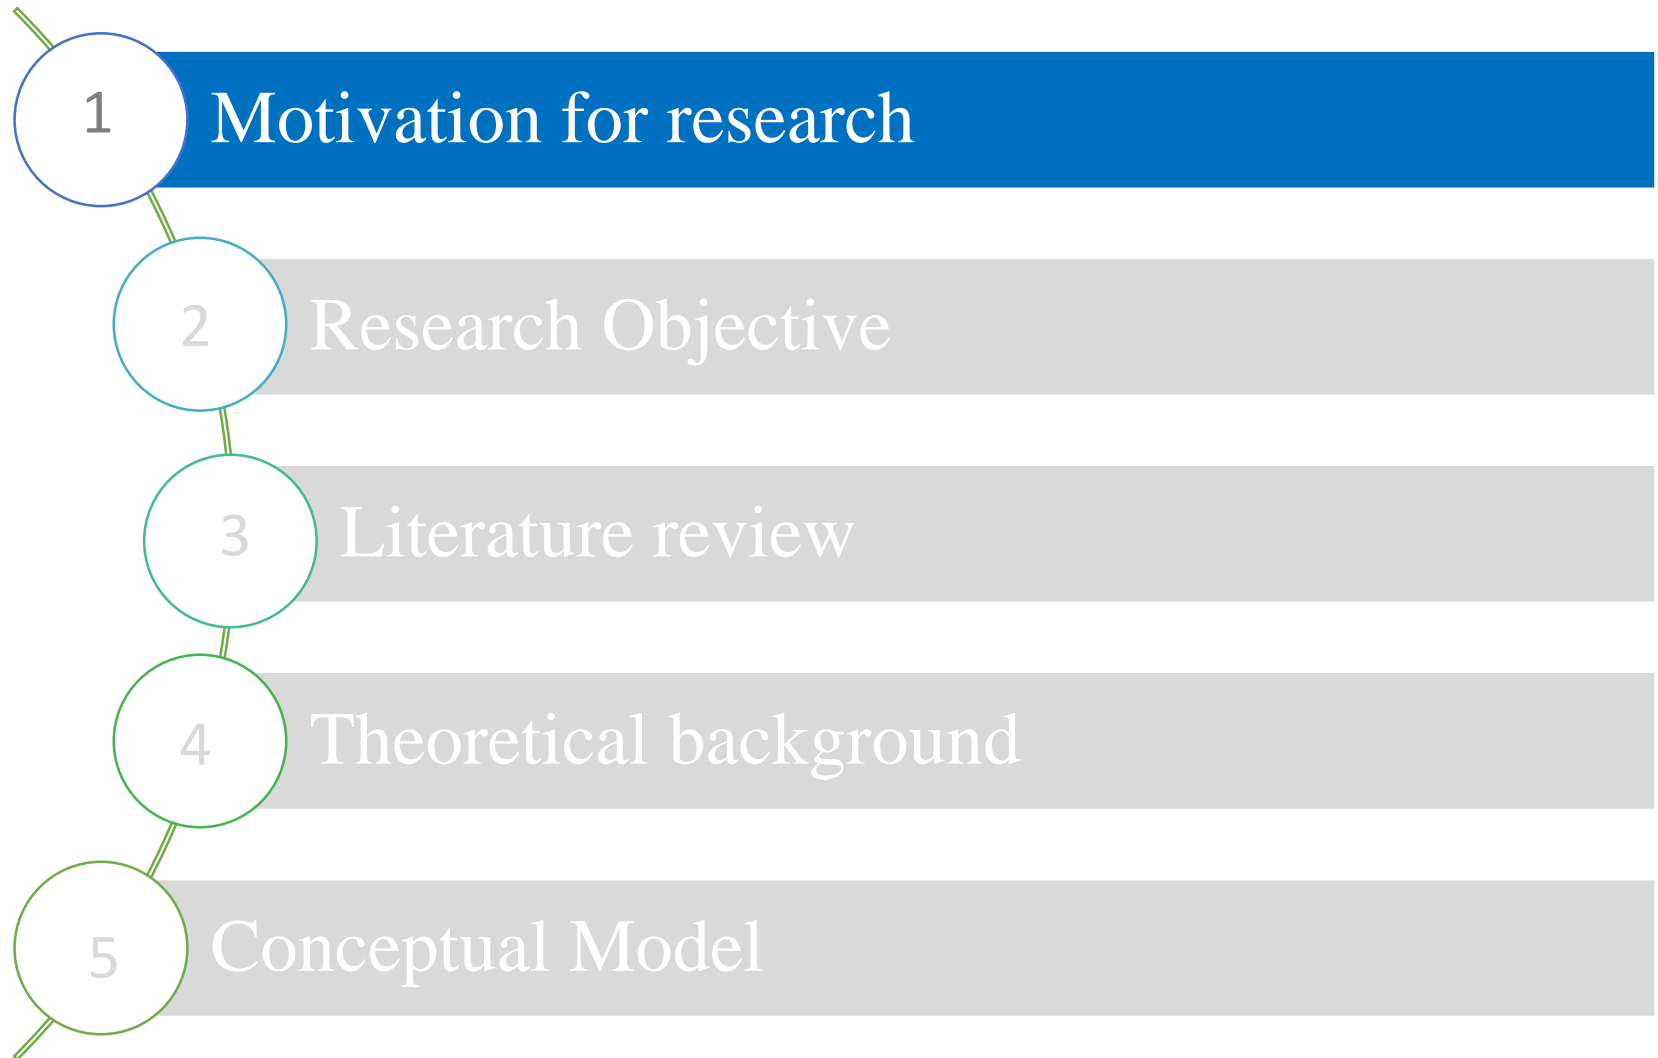 1
Motivation for research
2
Research Objective
3
Literature review
4
Theoretical background
5
Conceptual Model